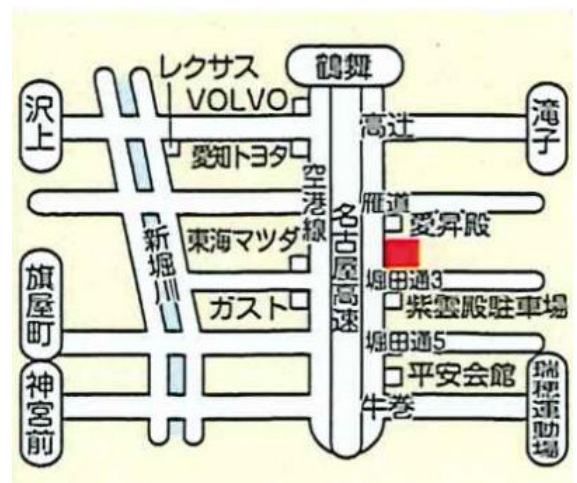 鶴舞
レクサス
VOLVO
沢上
高辻
滝子
愛知トヨタ
空港線
雁道
愛昇殿
名古屋高速
新堀川
東海マツダ
堀田通3
旗屋町
ガスト
紫雲殿駐車場
堀田通5
平安会館
神宮前
牛巻
瑞穂運動場